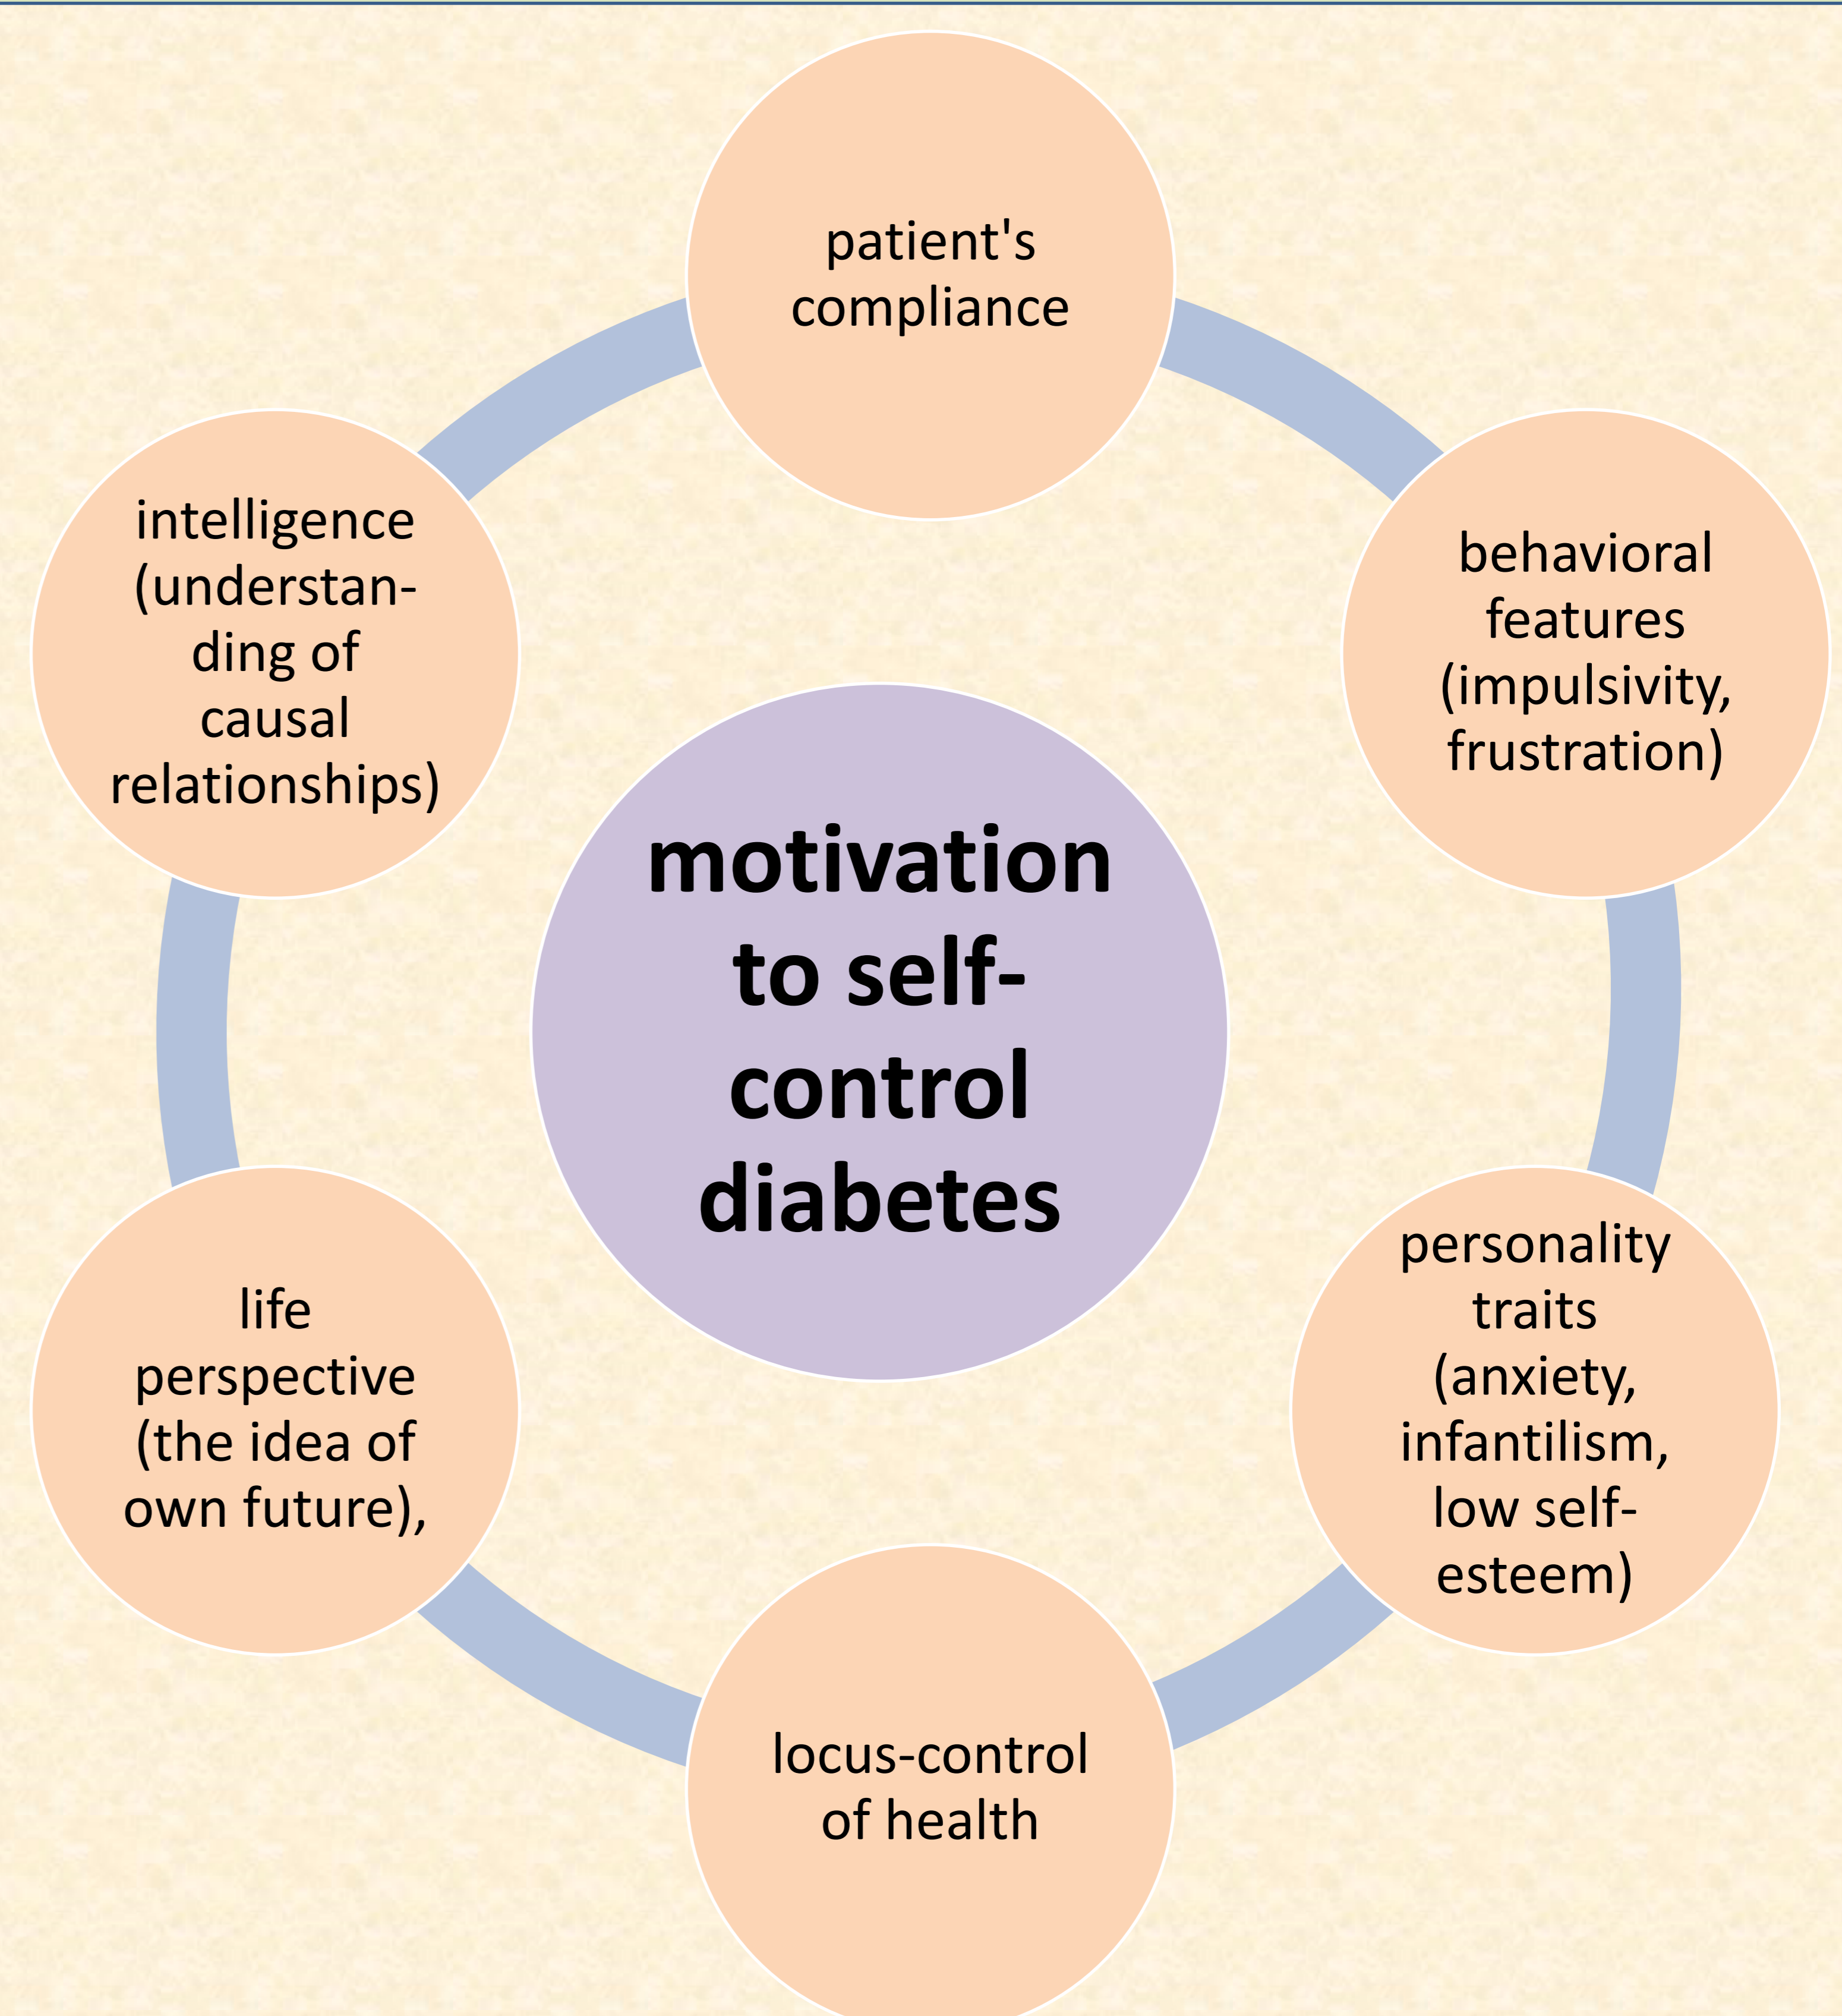 patient's
compliance
behavioral
features
(impulsivity,
frustration)
personality
traits
(anxiety,
infantilism,
low self-
esteem)
locus-control
of health
life
perspective
(the idea of
own future),
intelligence
(understan-
ding of
causal
relationships)
motivation
to self-
control
diabetes